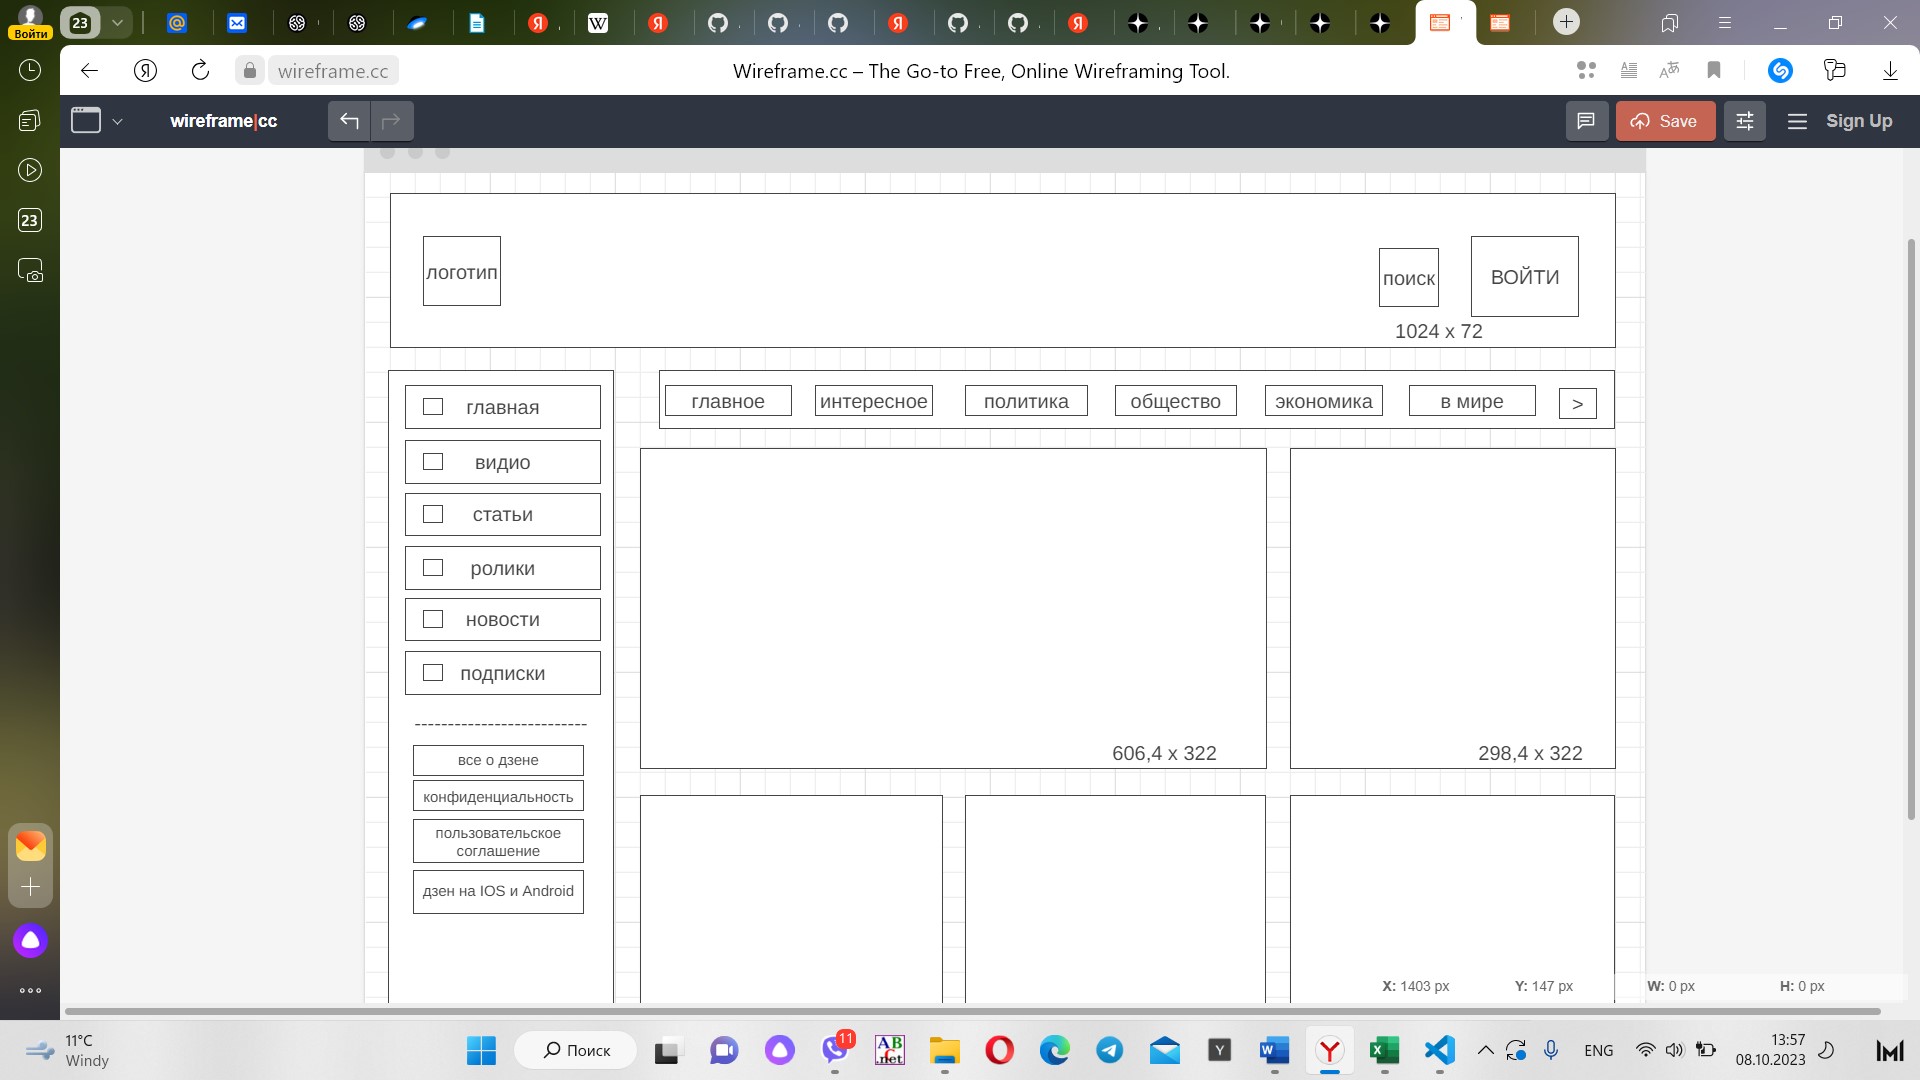 Войти
23
wireframe.cc
Wireframe.cc – The Go-to Free, Online Wireframing Tool.
wireframe|cc
Save
Sign Up
23
логотип
поиск
ВОЙТИ
1024 x 72
главная
видио
статьи
ролики
новости
подписки
--------------------------
все о дзене
конфиденциальность
пользовательское
соглашение
дзен на IOS и Android
главное
интересное
политика
общество
экономика
в мире
>
606,4 x 322
298,4 x 322
X: 1403 px
Y: 147 px
W: 0 px
H: 0 px
11°C
Windy
Поиск
11
ABC
.net
Y
ENG
13:57
08.10.2023